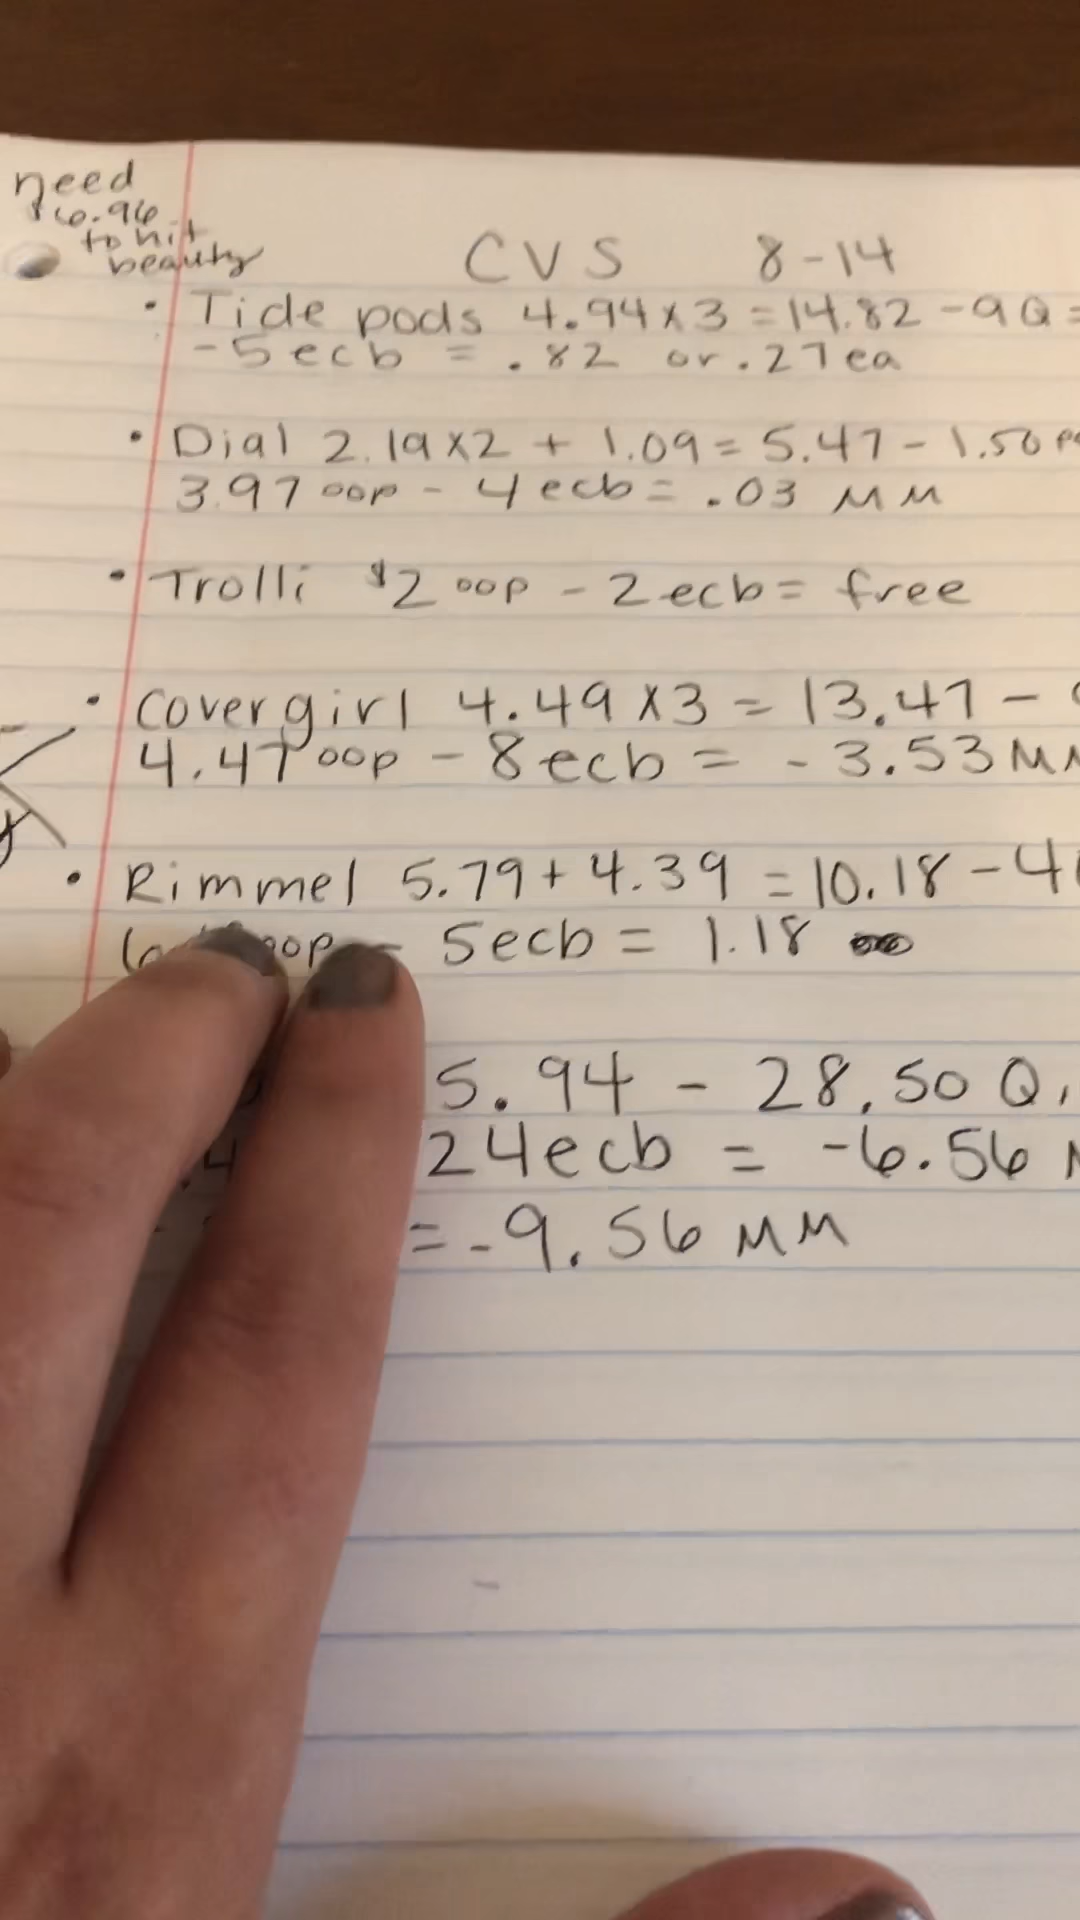 need
$6.96
to hit
beauty
CVS 8-14
• Tide pods 4.94x3 = 14.82 - 9Q =
- 5ecb = .82 or .27ea
• Dial 2.19x2 + 1.09 = 5.47 - 1.50
3.97 oop - 4ecb = .03 MM
• Trolli $2 oop - 2ecb = free
• Covergirl 4.49x3 = 13.47 -
4.47 oop - 8ecb = -3.53 MM
• Rimmel 5.79 + 4.39 = 10.18 - 4
oop - 5ecb = 1.18
5.94 - 28.50 Q,
24ecb = -6.56
= -9.56 MM